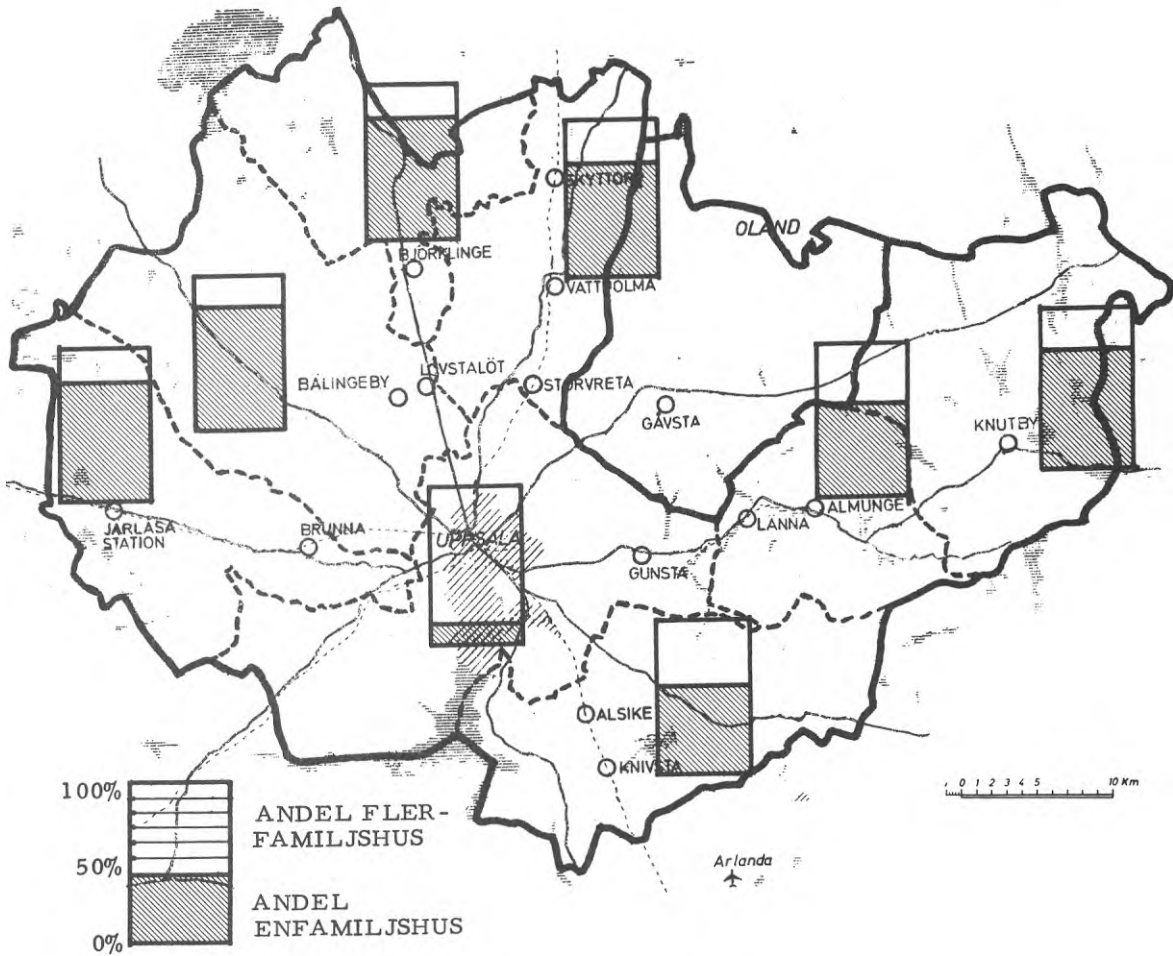 SKYTTORP
OLAND
BJÖRKLINGE
VATTHOLMA
LÖVSTALÖT
BÄLINGEBY
STORVRETA
GÅVSTA
KNUTBY
JÄRLÅSA
STATION
BRUNNA
UPPSALA
LÄNNA
ALMUNGE
GUNSTA
ALSIKE
KNIVSTA
0 1 2 3 4 5 10 Km
Arlanda
100%
50%
0%
ANDEL FLER-
FAMILJSHUS
ANDEL
ENFAMILJSHUS